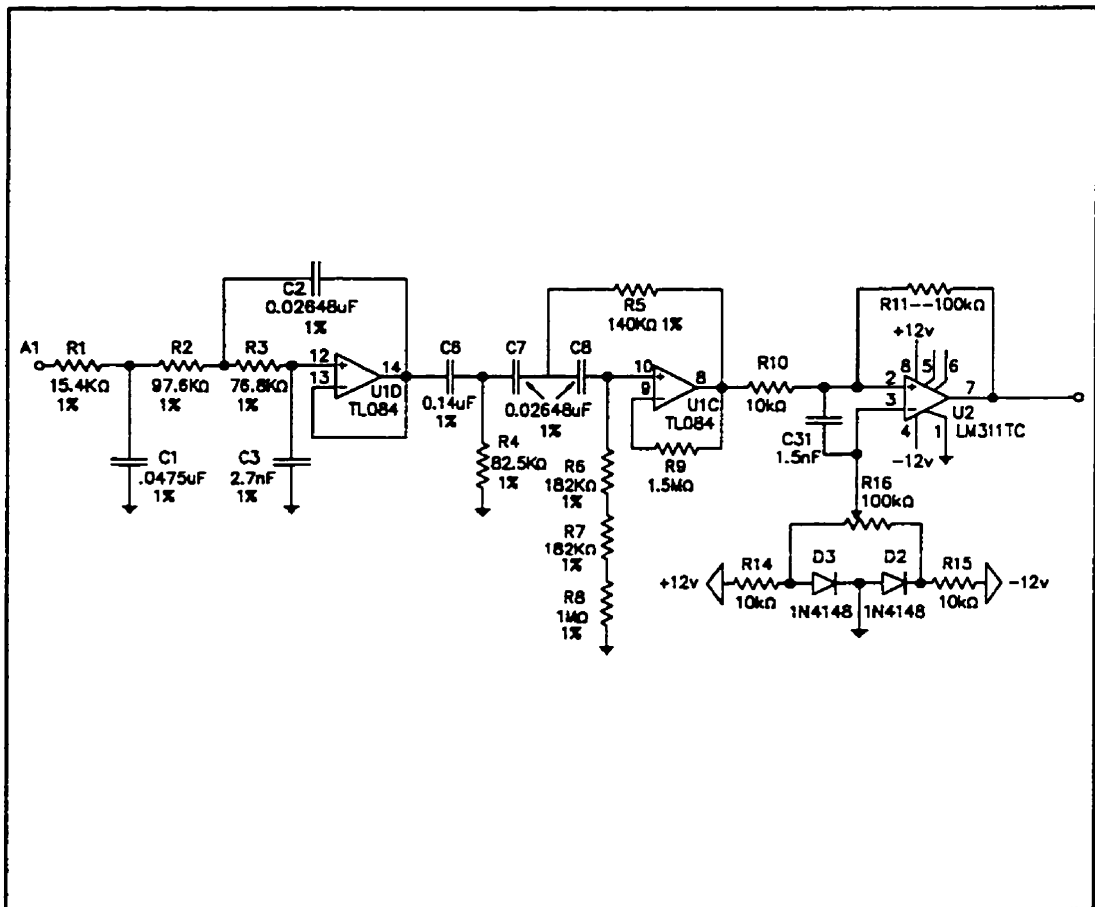 A1
R1
15.4KΩ
1%
C1
.0475uF
1%
R2
97.6KΩ
1%
C2
0.02648uF
1%
R3
76.8KΩ
1%
C3
2.7nF
1%
12
13
14
U1D
TL084
C6
0.14uF
1%
R4
82.5KΩ
1%
C7
C8
0.02648uF
1%
R5
140KΩ 1%
R6
182KΩ
1%
R7
182KΩ
1%
R8
1MΩ
1%
10
9
8
U1C
TL084
R9
1.5MΩ
R10
10kΩ
C31
1.5nF
R11--100kΩ
+12v
8
5
6
2
3
7
4
1
U2
LM311TC
-12v
R16
100kΩ
+12v
R14
10kΩ
D3
1N4148
D2
1N4148
R15
10kΩ
-12v